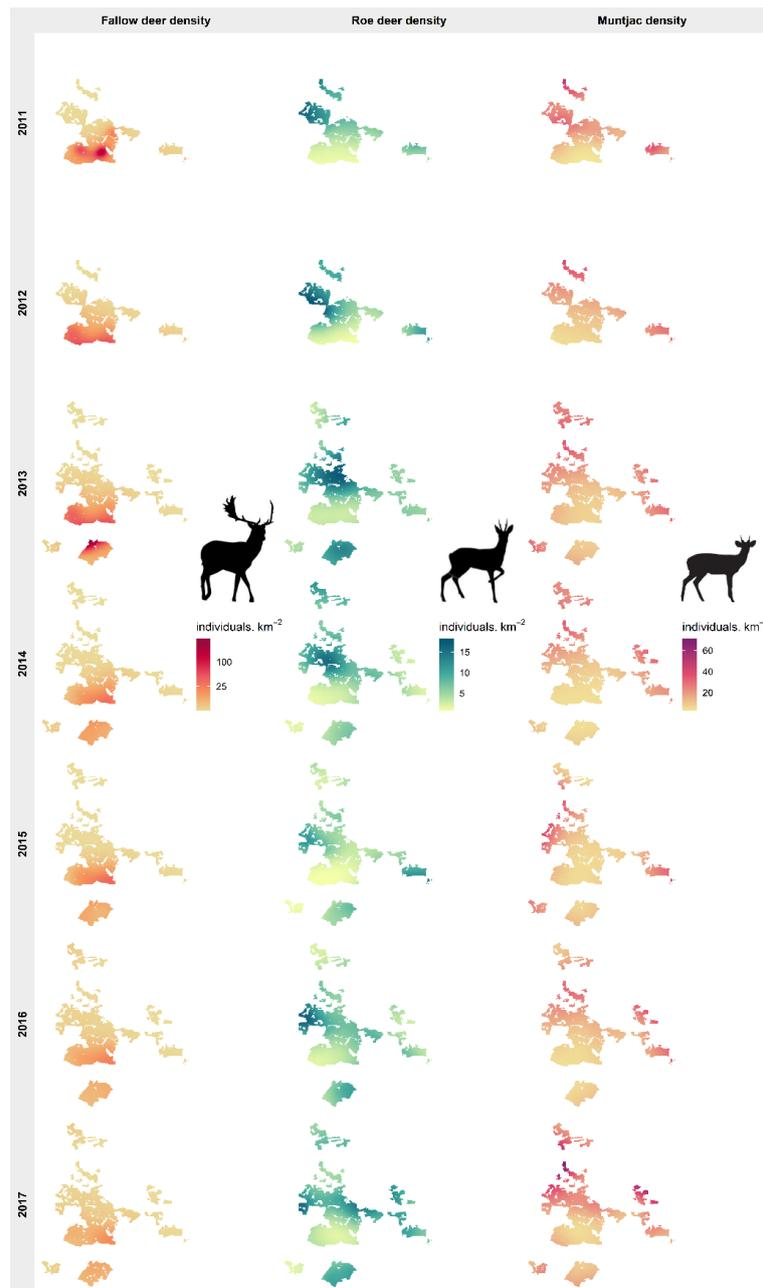 Fallow deer density
Roe deer density
Muntjac density
2011
2012
2013
individuals. km⁻²
100
25
individuals. km⁻²
15
10
5
individuals. km⁻
60
40
20
2014
2015
2016
2017